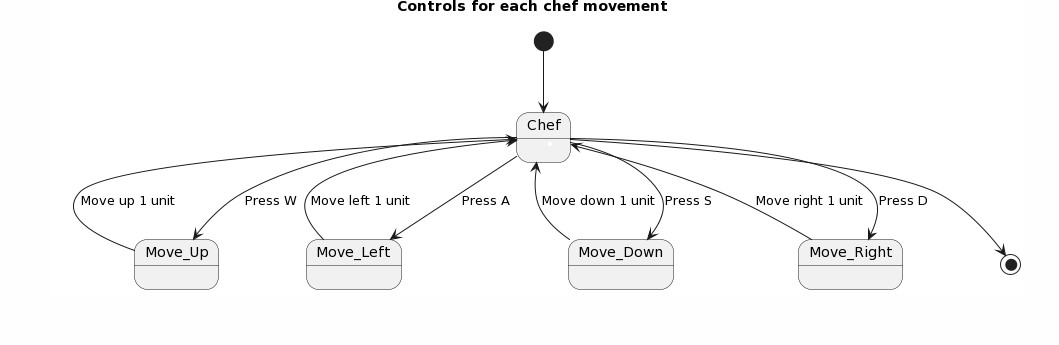 Controls for each chef movement
Chef
Move up 1 unit
Press W
Move left 1 unit
Press A
Move down 1 unit
Press S
Move right 1 unit
Press D
Move_Up
Move_Left
Move_Down
Move_Right